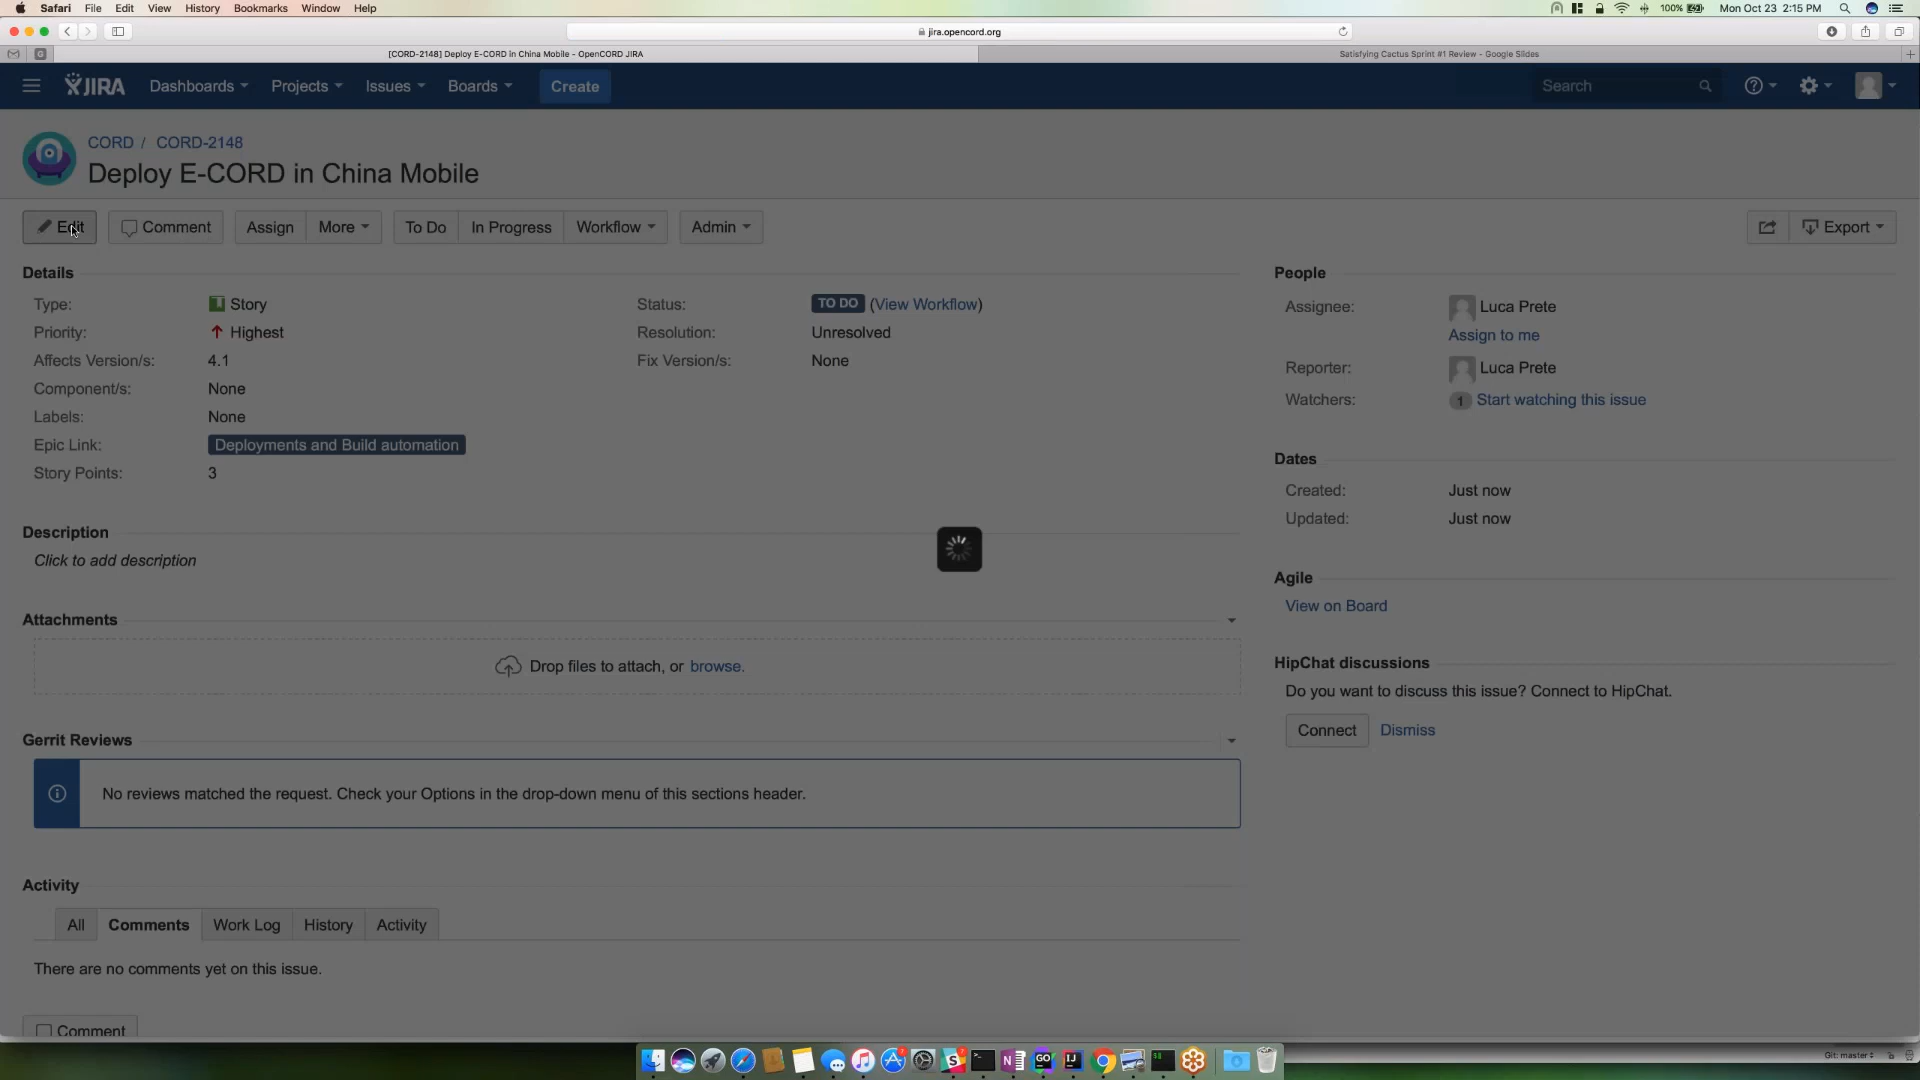 Safari File Edit View History Bookmarks Window Help 100% Mon Oct 23 2:15 PM
jira.opencord.org
[CORD-2148] Deploy E-CORD in China Mobile - OpenCORD JIRA Satisfying Cactus Sprint #1 Review - Google Slides
JIRA Dashboards Projects Issues Boards Create Search
CORD / CORD-2148
Deploy E-CORD in China Mobile
Edit Comment Assign More To Do In Progress Workflow Admin Export
Details
Type: Story
Priority: Highest
Affects Version/s: 4.1
Component/s: None
Labels: None
Epic Link: Deployments and Build automation
Story Points: 3
Status: TO DO (View Workflow)
Resolution: Unresolved
Fix Version/s: None
Description
Click to add description
Attachments
Drop files to attach, or browse.
Gerrit Reviews
No reviews matched the request. Check your Options in the drop-down menu of this sections header.
Activity
All Comments Work Log History Activity
There are no comments yet on this issue.
Comment
People
Assignee: Luca Prete
Assign to me
Reporter: Luca Prete
Watchers: 1 Start watching this issue
Dates
Created: Just now
Updated: Just now
Agile
View on Board
HipChat discussions
Do you want to discuss this issue? Connect to HipChat.
Connect Dismiss
GO IJ
Git: master